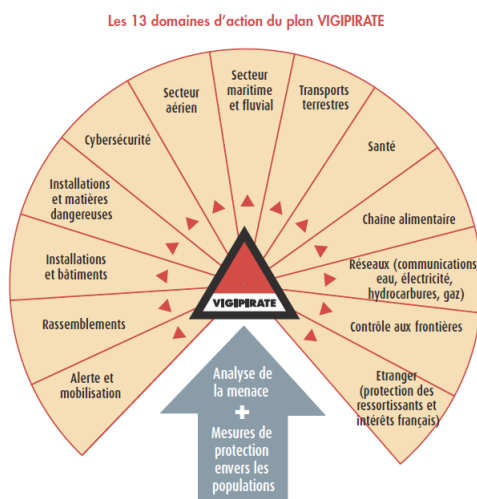 Les 13 domaines d'action du plan VIGIPIRATE
Secteur
maritime
et fluvial
Secteur
aérien
Transports
terrestres
Cybersécurité
Santé
Installations
et matières
dangereuses
Chaîne alimentaire
Installations
et bâtiments
Réseaux (communications,
eau, électricité,
hydrocarbures, gaz)
VIGIPIRATE
Rassemblements
Contrôle aux frontières
Alerte et
mobilisation
Etranger
(protection des
ressortissants et
intérêts français)
Analyse de
la menace
+
Mesures de
protection
envers les
populations